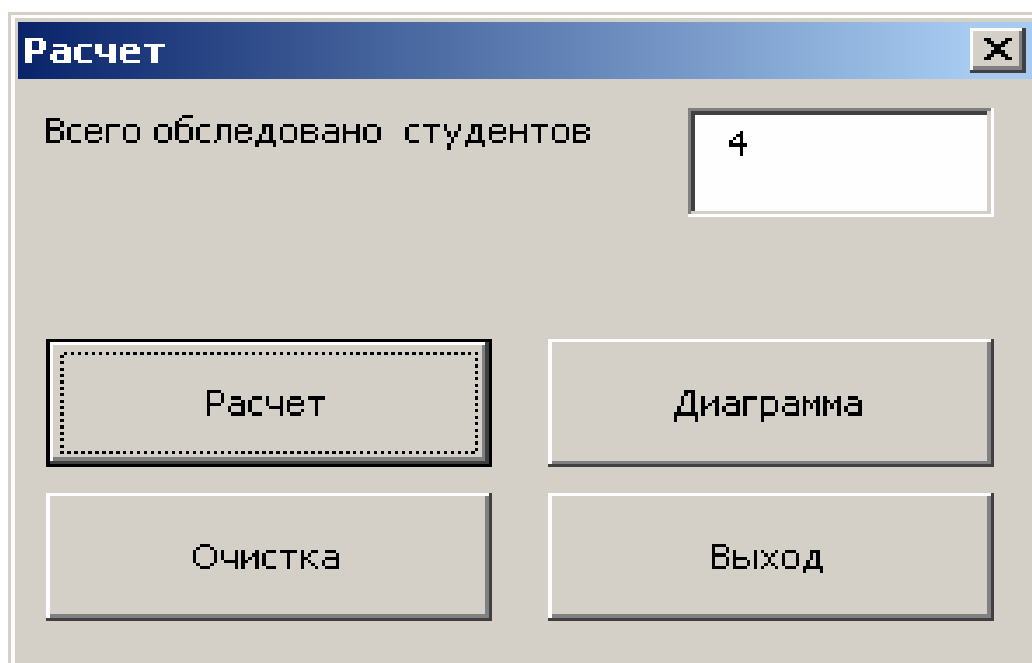 Расчет
Всего обследовано студентов
4
Расчет
Диаграмма
Очистка
Выход